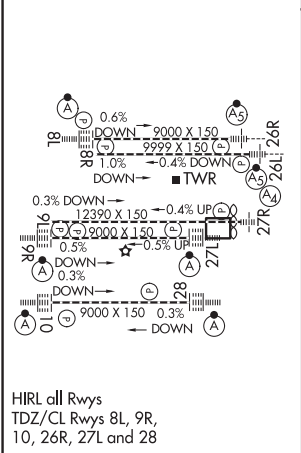 A
P
0.6%
A5
DOWN
9000 X 150
8L
26R
8R
9999 X 150
P
26L
1.0%
0.4% DOWN
DOWN
TWR
A5
A4
0.3% DOWN
0.4% UP
27R
12390 X 150
9L
P
P
9000 X 150
9R
0.5%
0.5% UP
27L
DOWN
A
0.3%
A
DOWN
P
28
10
P
9000 X 150
0.3%
A
DOWN
A
HIRL all Rwys
TDZ/CL Rwys 8L, 9R,
10, 26R, 27L and 28